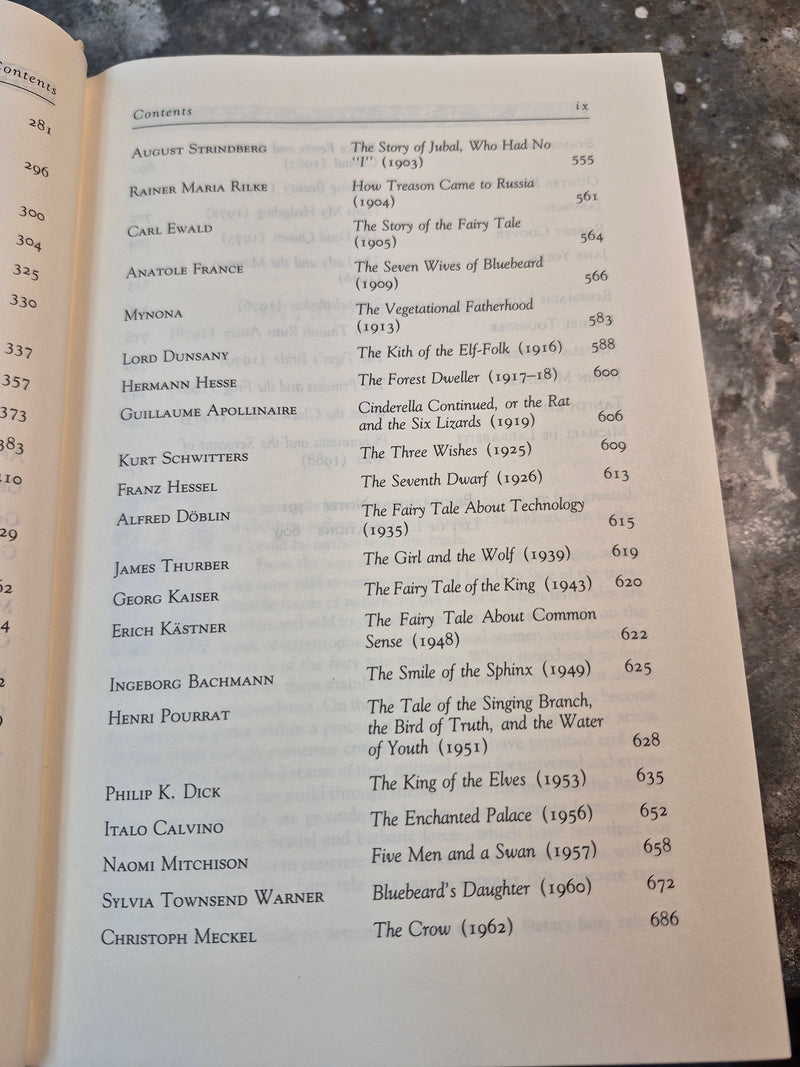 Contents
281
296
300
304
325
330
337
357
373
383
Contents ix
AUGUST STRINDBERG The Story of Jubal, Who Had No
"I" (1903) 555
RAINER MARIA RILKE How Treason Came to Russia
(1904) 561
CARL EWALD The Story of the Fairy Tale
(1905) 564
ANATOLE FRANCE The Seven Wives of Bluebeard
(1909) 566
MYNONA The Vegetational Fatherhood
(1913) 583
LORD DUNSANY The Kith of the Elf-Folk (1916) 588
HERMANN HESSE The Forest Dweller (1917–18) 600
GUILLAUME APOLLINAIRE Cinderella Continued, or the Rat
and the Six Lizards (1919) 606
KURT SCHWITTERS The Three Wishes (1925) 609
FRANZ HESSEL The Seventh Dwarf (1926) 613
ALFRED DÖBLIN The Fairy Tale About Technology
(1935) 615
JAMES THURBER The Girl and the Wolf (1939) 619
GEORG KAISER The Fairy Tale of the King (1943) 620
ERICH KÄSTNER The Fairy Tale About Common
Sense (1948) 622
INGEBORG BACHMANN The Smile of the Sphinx (1949) 625
HENRI POURRAT The Tale of the Singing Branch,
the Bird of Truth, and the Water
of Youth (1951) 628
PHILIP K. DICK The King of the Elves (1953) 635
ITALO CALVINO The Enchanted Palace (1956) 652
NAOMI MITCHISON Five Men and a Swan (1957) 658
SYLVIA TOWNSEND WARNER Bluebeard's Daughter (1960) 672
CHRISTOPH MECKEL The Crow (1962) 686